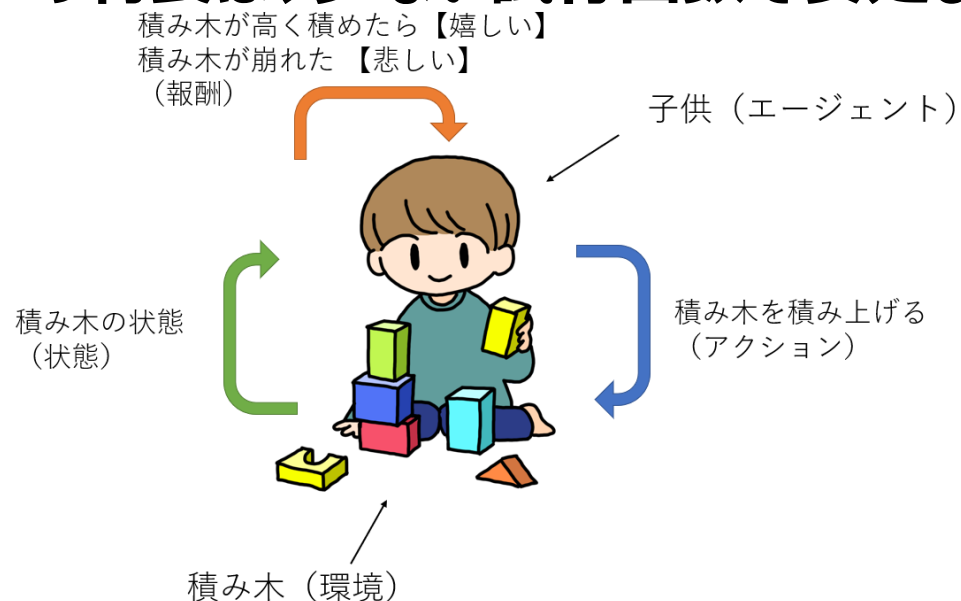 積み木が高く積めたら【嬉しい】
積み木が崩れた 【悲しい】
（報酬）
子供（エージェント）
積み木の状態
（状態）
積み木を積み上げる
（アクション）
積み木（環境）